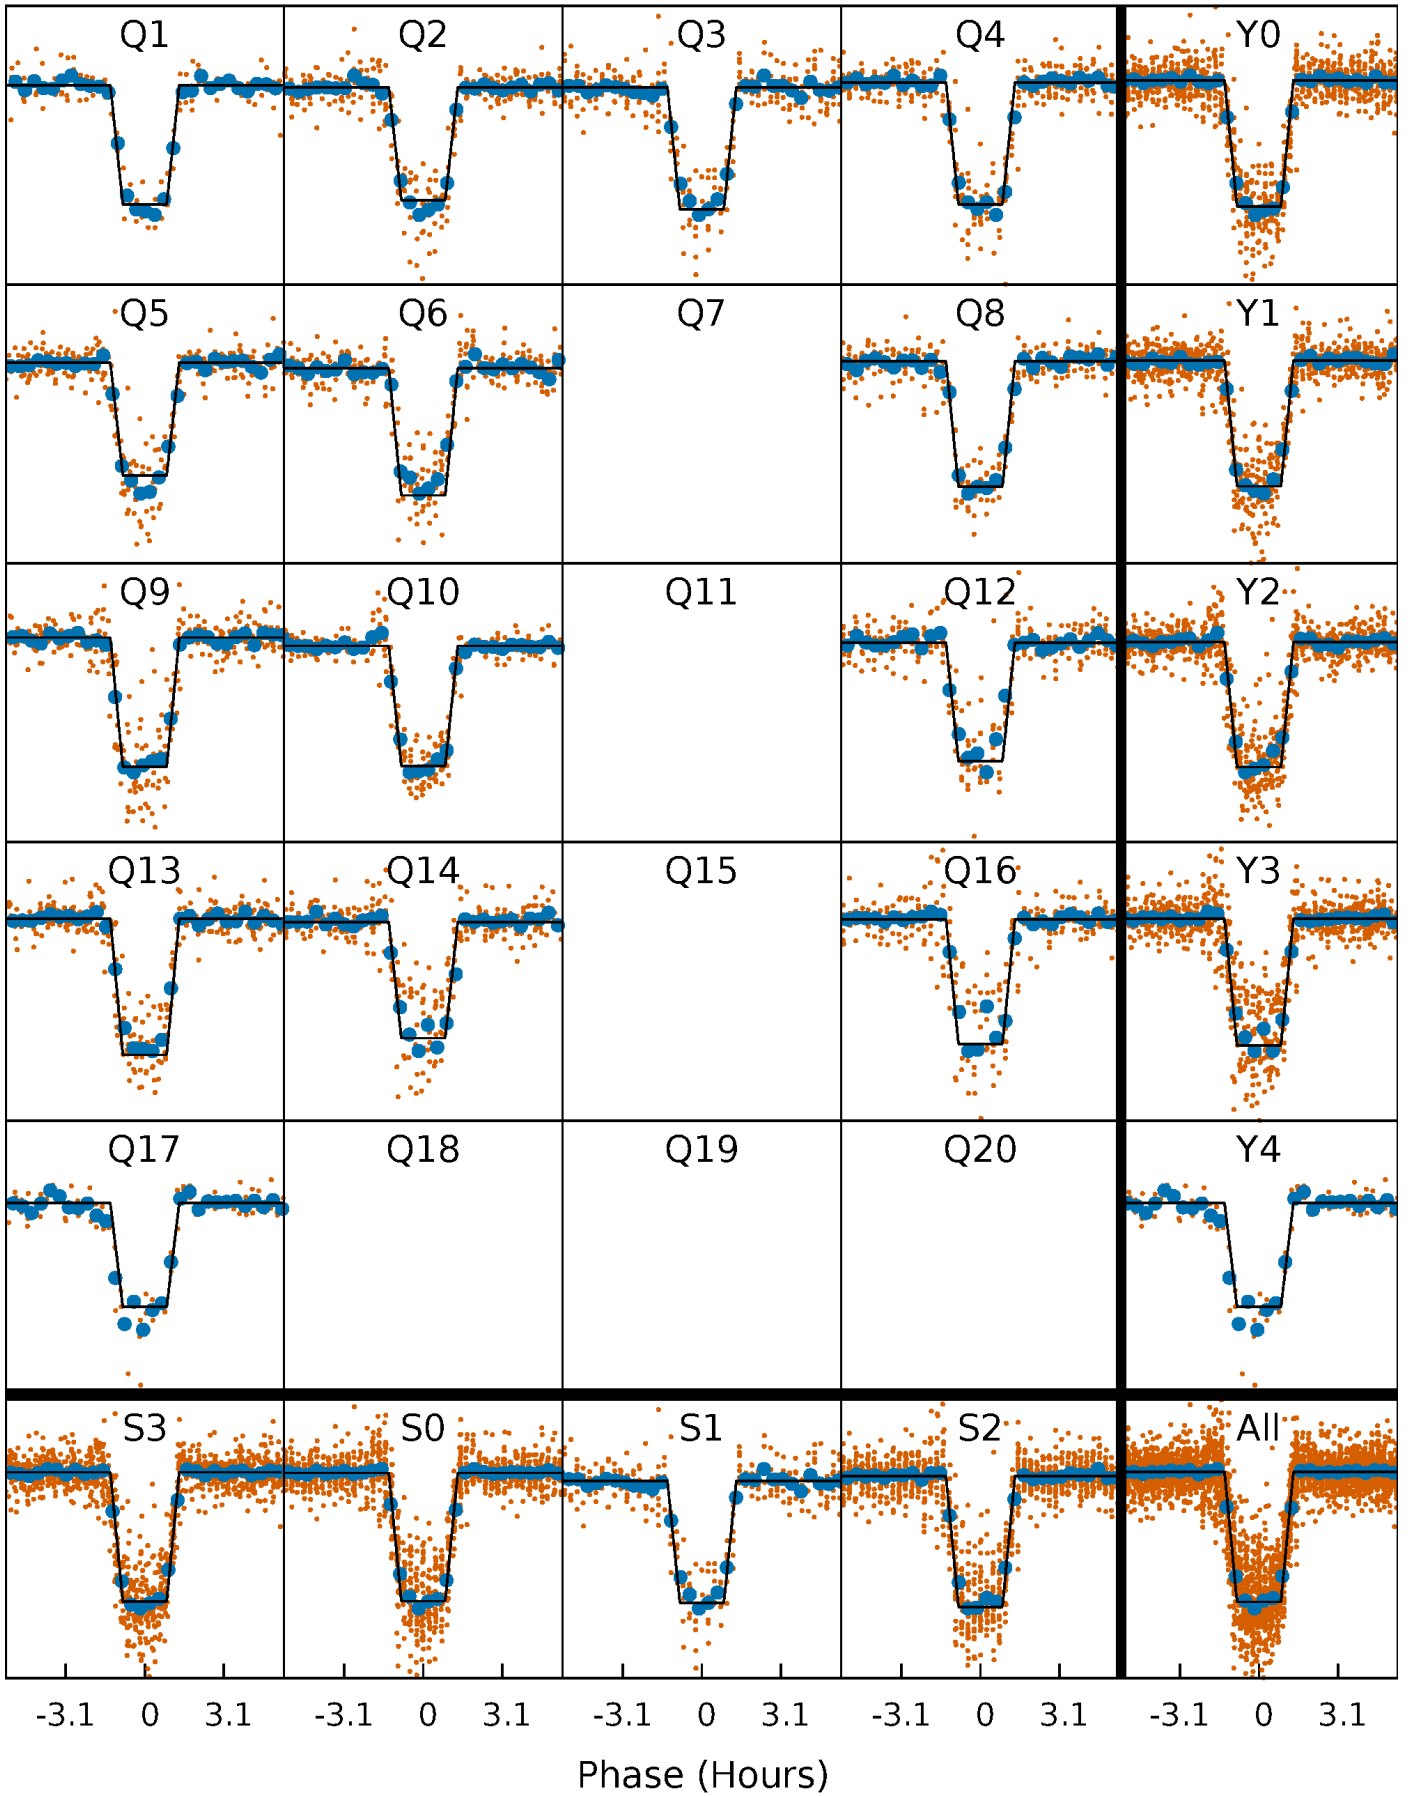 Q1 Q2 Q3 Q4 Y0
Q5 Q6 Q7 Q8 Y1
Q9 Q10 Q11 Q12 Y2
Q13 Q14 Q15 Q16 Y3
Q17 Q18 Q19 Q20 Y4
S3 S0 S1 S2 All
-3.1 0 3.1 -3.1 0 3.1 -3.1 0 3.1 -3.1 0 3.1 -3.1 0 3.1
Phase (Hours)